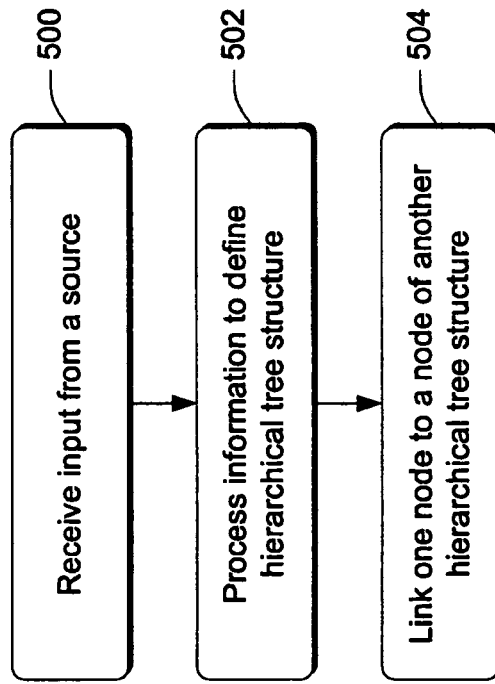 Receive input from a source
500
Process information to define
hierarchical tree structure
502
Link one node to a node of another
hierarchical tree structure
504